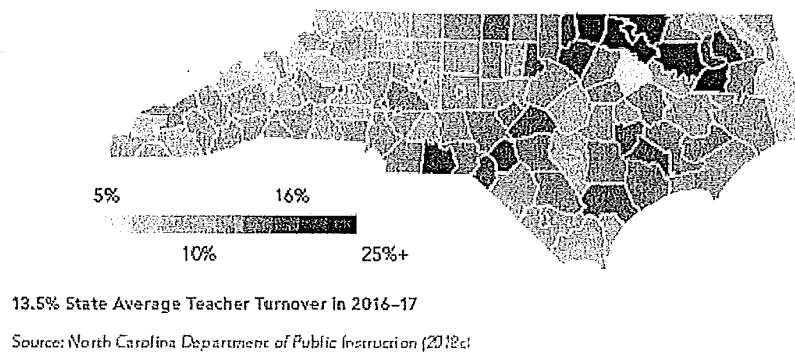 5% 16%
10% 25%+
13.5% State Average Teacher Turnover in 2016–17
Source: North Carolina Department of Public Instruction (2018c)